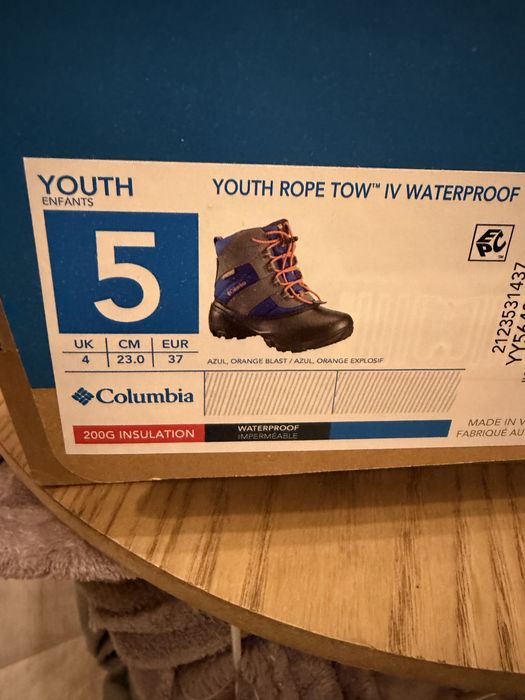 YOUTH
ENFANTS
YOUTH ROPE TOW™ IV WATERPROOF
5
EPC
UK CM EUR
4 23.0 37
AZUL, ORANGE BLAST / AZUL, ORANGE EXPLOSIF
Columbia
200G INSULATION
WATERPROOF
IMPERMÉABLE
MADE IN
FABRIQUÉ AU
2123531437